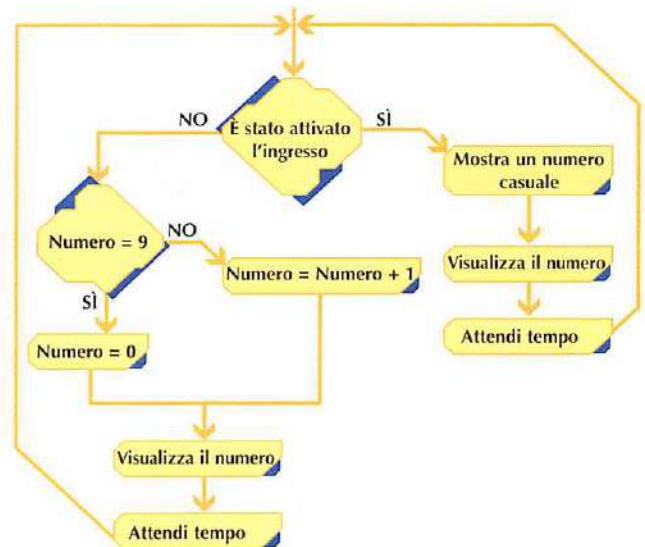 È stato attivato
l'ingresso
NO
SÌ
Mostra un numero
casuale
Numero = 9
NO
SÌ
Numero = Numero + 1
Visualizza il numero
Attendi tempo
Numero = 0
Visualizza il numero
Attendi tempo